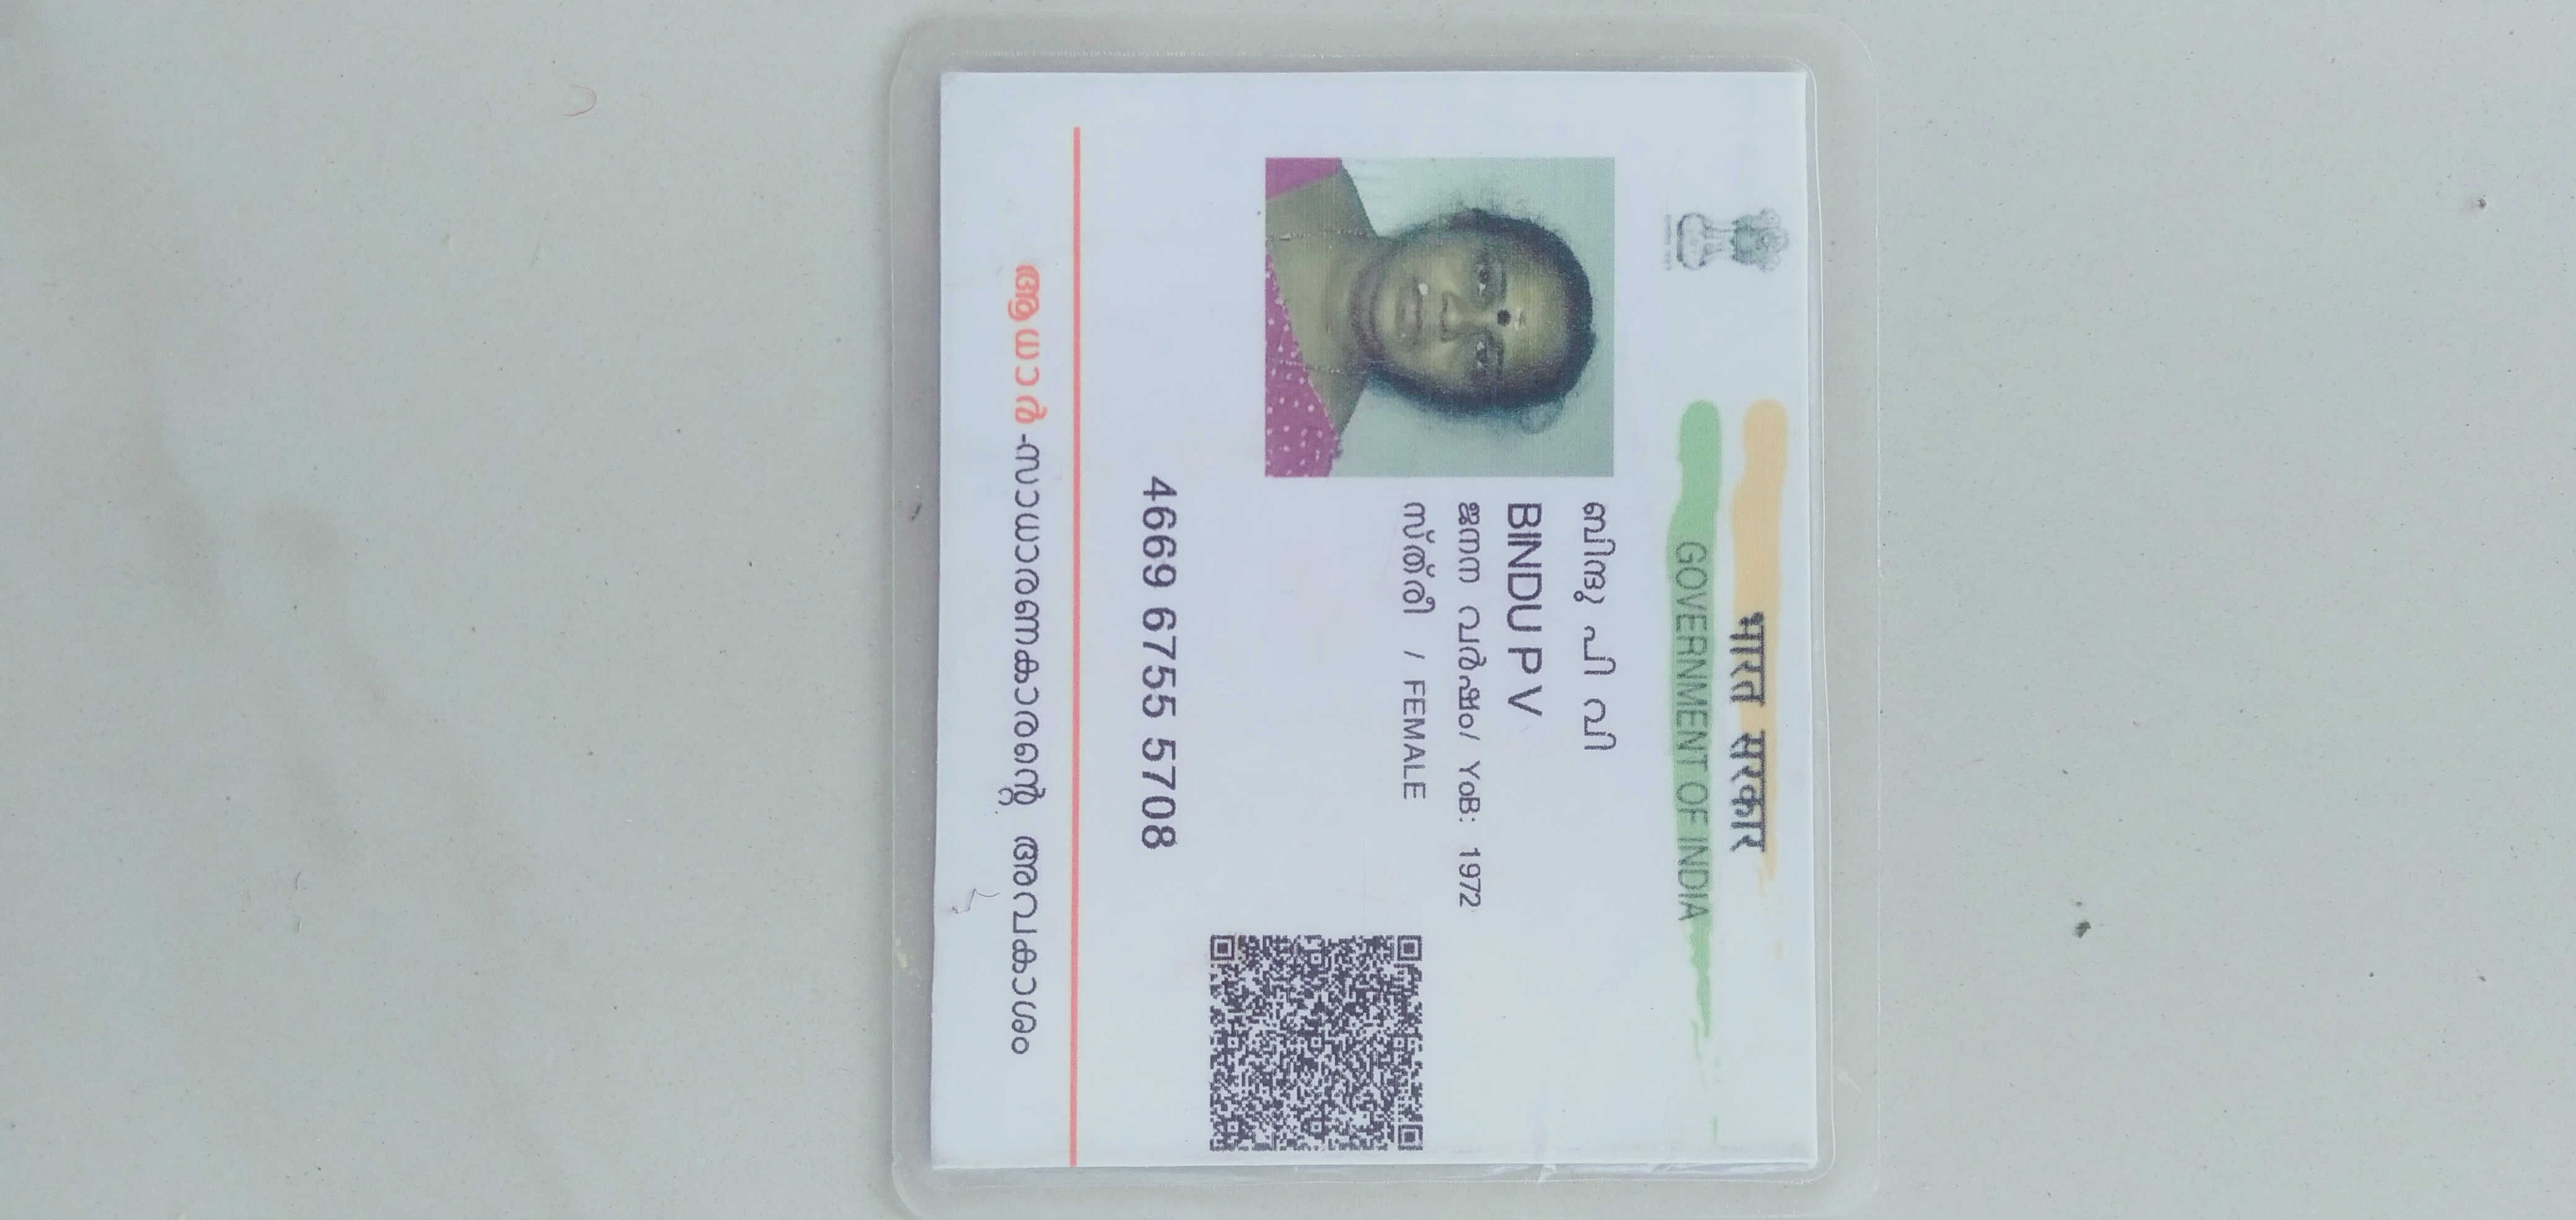 भारत सरकार
GOVERNMENT OF INDIA
ബിന്ദു പി വി
BINDU P V
ജനന വർഷം/ YoB: 1972
സ്ത്രീ / FEMALE
4669 6755 5708
ആധാർ-സാധാരണകാരന്റെ അവകാശം